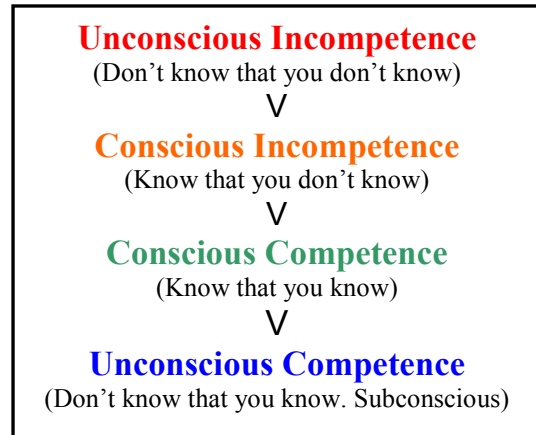 Unconscious Incompetence
(Don’t know that you don’t know)
V
Conscious Incompetence
(Know that you don’t know)
V
Conscious Competence
(Know that you know)
V
Unconscious Competence
(Don’t know that you know. Subconscious)